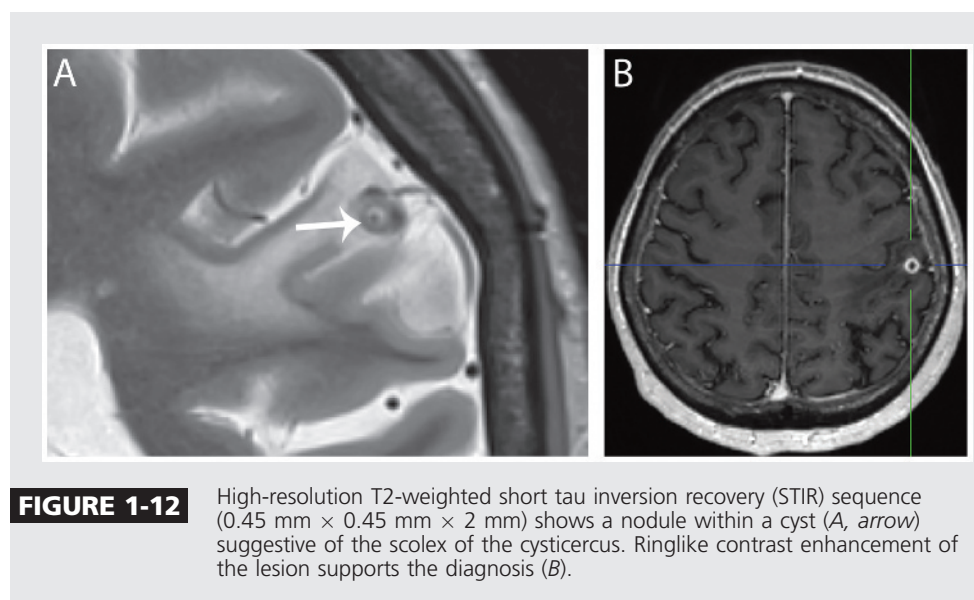 A
B
FIGURE 1-12
High-resolution T2-weighted short tau inversion recovery (STIR) sequence
(0.45 mm × 0.45 mm × 2 mm) shows a nodule within a cyst (A, arrow)
suggestive of the scolex of the cysticercus. Ringlike contrast enhancement of
the lesion supports the diagnosis (B).